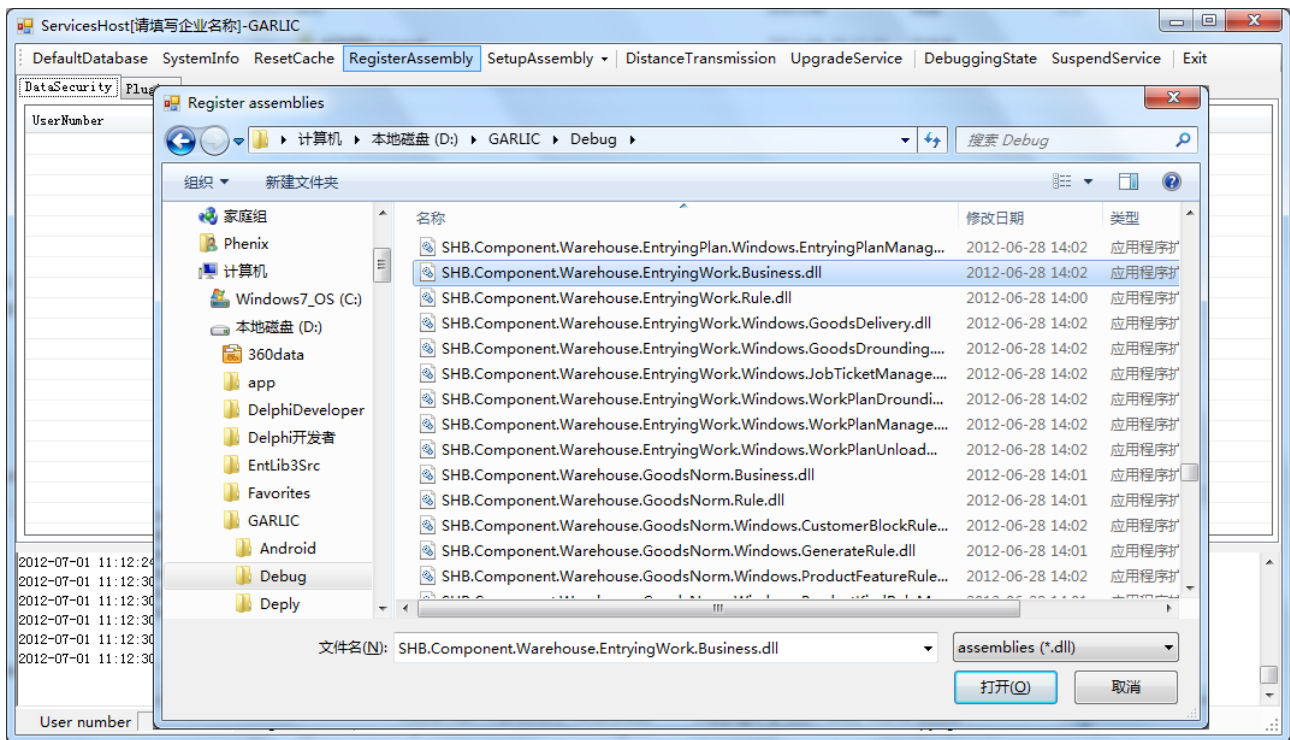 ServicesHost[请填写企业名称]-GARLIC
DefaultDatabase SystemInfo ResetCache RegisterAssembly SetupAssembly DistanceTransmission UpgradeService DebuggingState SuspendService Exit
DataSecurity
UserNumber
Register assemblies
计算机 本地磁盘 (D:) GARLIC Debug
搜索 Debug
组织 新建文件夹
家庭组
Phenix
计算机
Windows7_OS (C:)
本地磁盘 (D:)
360data
app
DelphiDeveloper
Delphi开发者
EntLib3Src
Favorites
GARLIC
Android
Debug
Deply
名称 修改日期 类型
SHB.Component.Warehouse.EntryingPlan.Windows.EntryingPlanManag... 2012-06-28 14:02 应用程序扩
SHB.Component.Warehouse.EntryingWork.Business.dll 2012-06-28 14:02 应用程序扩
SHB.Component.Warehouse.EntryingWork.Rule.dll 2012-06-28 14:00 应用程序扩
SHB.Component.Warehouse.EntryingWork.Windows.GoodsDelivery.dll 2012-06-28 14:02 应用程序扩
SHB.Component.Warehouse.EntryingWork.Windows.GoodsDrounding.... 2012-06-28 14:02 应用程序扩
SHB.Component.Warehouse.EntryingWork.Windows.JobTicketManage.... 2012-06-28 14:02 应用程序扩
SHB.Component.Warehouse.EntryingWork.Windows.WorkPlanDroundi... 2012-06-28 14:02 应用程序扩
SHB.Component.Warehouse.EntryingWork.Windows.WorkPlanManage.... 2012-06-28 14:02 应用程序扩
SHB.Component.Warehouse.EntryingWork.Windows.WorkPlanUnload... 2012-06-28 14:02 应用程序扩
SHB.Component.Warehouse.GoodsNorm.Business.dll 2012-06-28 14:01 应用程序扩
SHB.Component.Warehouse.GoodsNorm.Rule.dll 2012-06-28 14:01 应用程序扩
SHB.Component.Warehouse.GoodsNorm.Windows.CustomerBlockRule... 2012-06-28 14:02 应用程序扩
SHB.Component.Warehouse.GoodsNorm.Windows.GenerateRule.dll 2012-06-28 14:01 应用程序扩
SHB.Component.Warehouse.GoodsNorm.Windows.ProductFeatureRule... 2012-06-28 14:02 应用程序扩
文件名(N): SHB.Component.Warehouse.EntryingWork.Business.dll assemblies (*.dll)
打开(O) 取消
2012-07-01 11:12:24
2012-07-01 11:12:30
2012-07-01 11:12:30
2012-07-01 11:12:30
2012-07-01 11:12:30
2012-07-01 11:12:30
User number